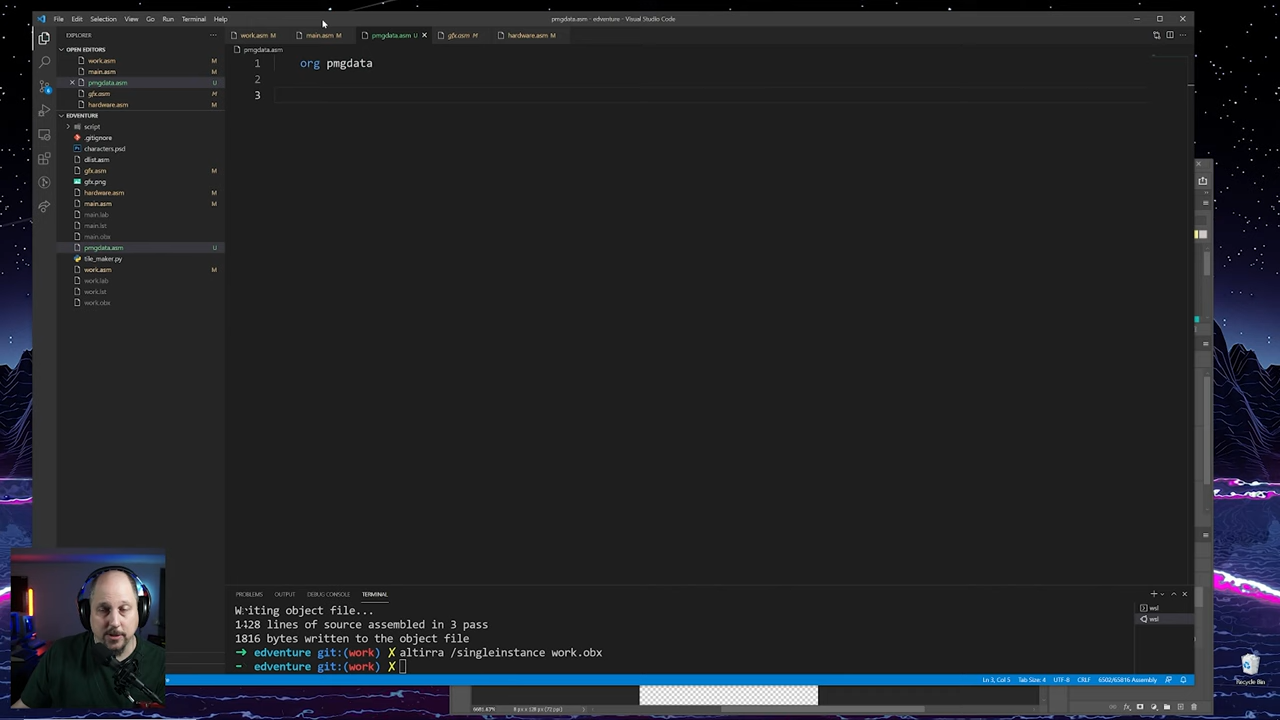 File Edit Selection View Go Run Terminal Help
pmgdata.asm - edventure - Visual Studio Code
EXPLORER
OPEN EDITORS
work.asm M
main.asm M
pmgdata.asm U
gfx.asm M
hardware.asm M
EDVENTURE
script
.gitignore
characters.psd
dlist.asm
gfx.asm M
gfx.png
hardware.asm M
main.asm M
main.lab
main.lst
main.obx
pmgdata.asm U
tile_maker.py
work.asm M
work.lab
work.lst
work.obx
work.asm M main.asm M pmgdata.asm U gfx.asm M hardware.asm M
pmgdata.asm
1 org pmgdata
2
3
PROBLEMS OUTPUT DEBUG CONSOLE TERMINAL
Writing object file...
1428 lines of source assembled in 3 pass
1816 bytes written to the object file
→ edventure git:(work) ✗ altirra /singleinstance work.obx
- edventure git:(work) ✗
wsl
wsl
Ln 3, Col 5 Tab Size: 4 UTF-8 CRLF 6502/65816 Assembly
Recycle Bin